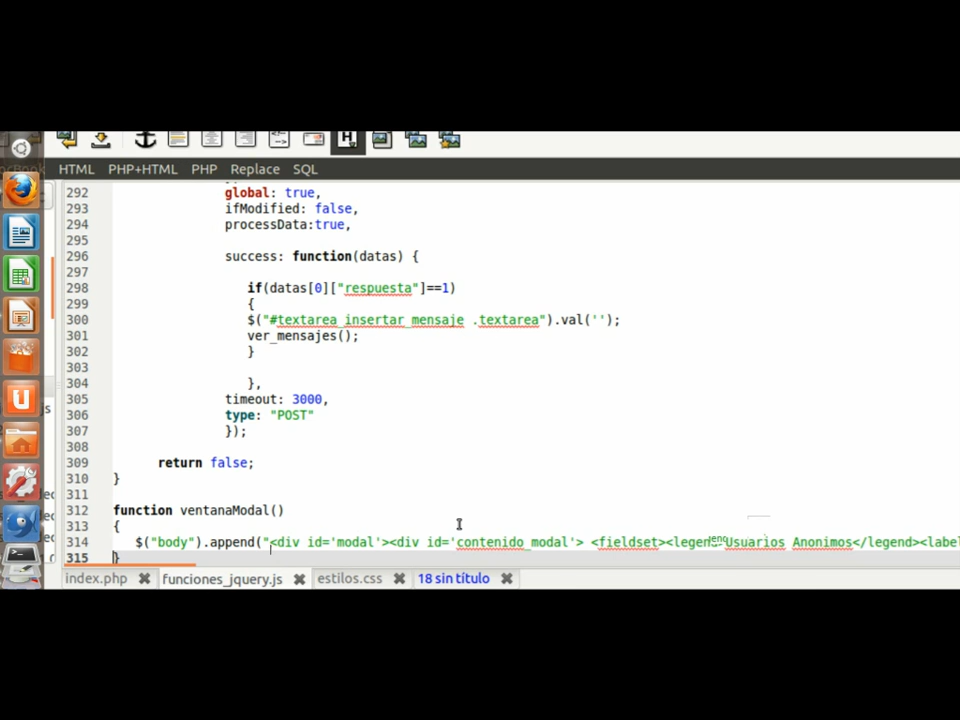 HTML PHP+HTML PHP Replace SQL
292 global: true,
293 ifModified: false,
294 processData:true,
295
296 success: function(datas) {
297
298 if(datas[0]["respuesta"]==1)
299 {
300 $("#textarea_insertar_mensaje .textarea").val('');
301 ver_mensajes();
302 }
303
304 },
305 timeout: 3000,
306 type: "POST"
307 });
308
309 return false;
310 }
311
312 function ventanaModal()
313 {
314 $("body").append("<div id='modal'><div id='contenido_modal'> <fieldset><legend>Usuarios Anonimos</legend><label
315 }
index.php funciones_jquery.js estilos.css 18 sin título